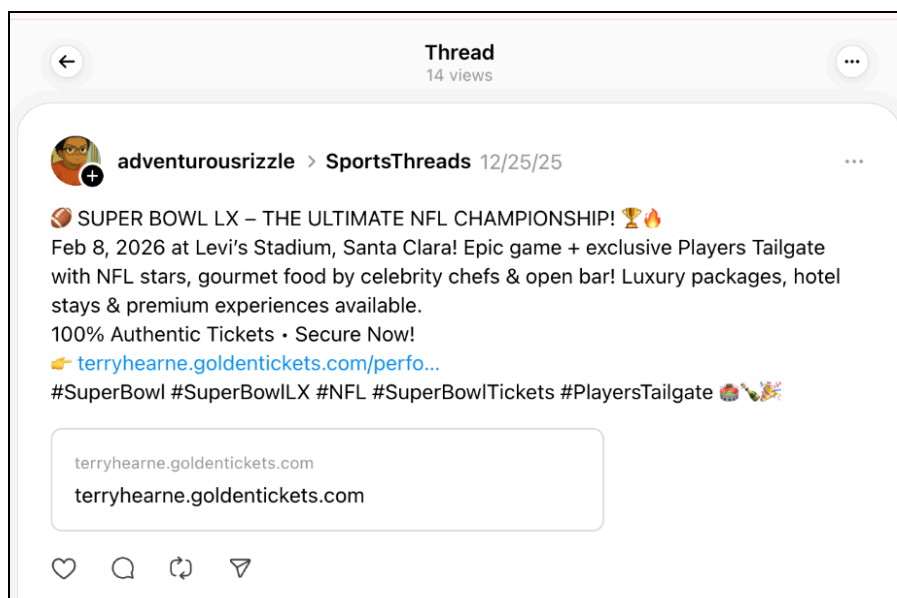 Thread
14 views
adventurousrizzle > SportsThreads 12/25/25
🏈 SUPER BOWL LX – THE ULTIMATE NFL CHAMPIONSHIP! 🏆🔥
Feb 8, 2026 at Levi's Stadium, Santa Clara! Epic game + exclusive Players Tailgate
with NFL stars, gourmet food by celebrity chefs & open bar! Luxury packages, hotel
stays & premium experiences available.
100% Authentic Tickets • Secure Now!
👉 terryhearne.goldentickets.com/perfo...
#SuperBowl #SuperBowlLX #NFL #SuperBowlTickets #PlayersTailgate 🏟️🍾🎉
terryhearne.goldentickets.com
terryhearne.goldentickets.com